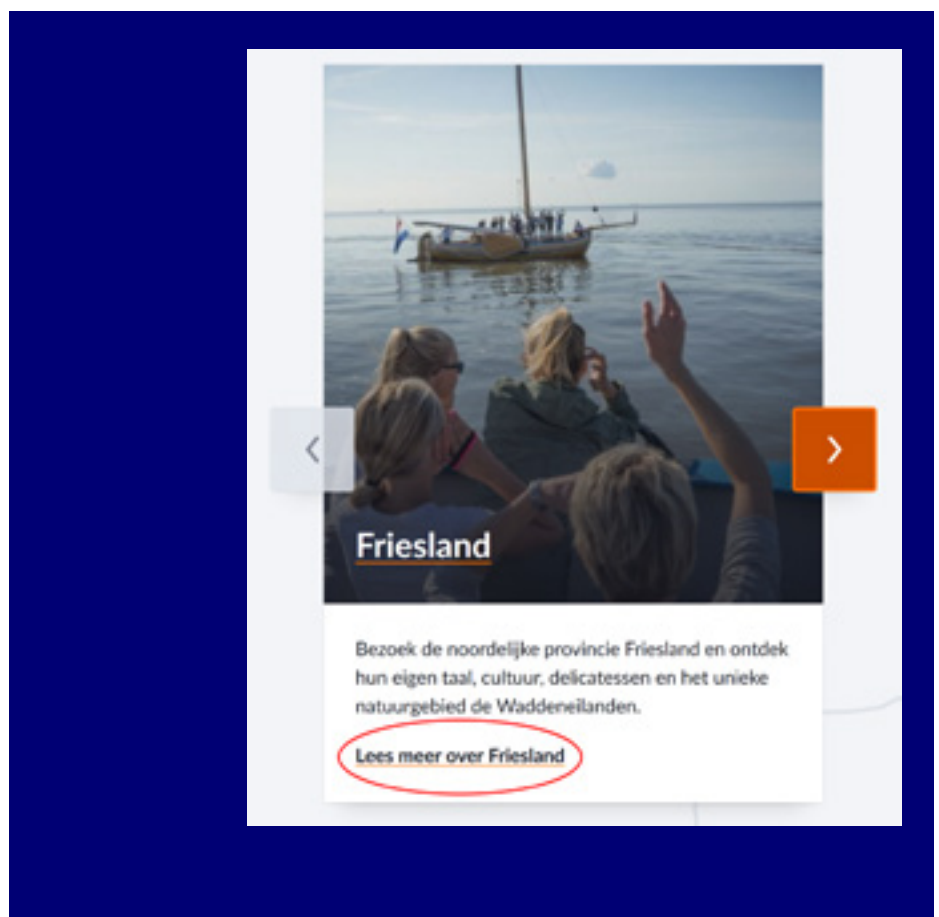 Friesland
Bezoek de noordelijke provincie Friesland en ontdek
hun eigen taal, cultuur, delicatessen en het unieke
natuurgebied de Waddeneilanden.
Lees meer over Friesland